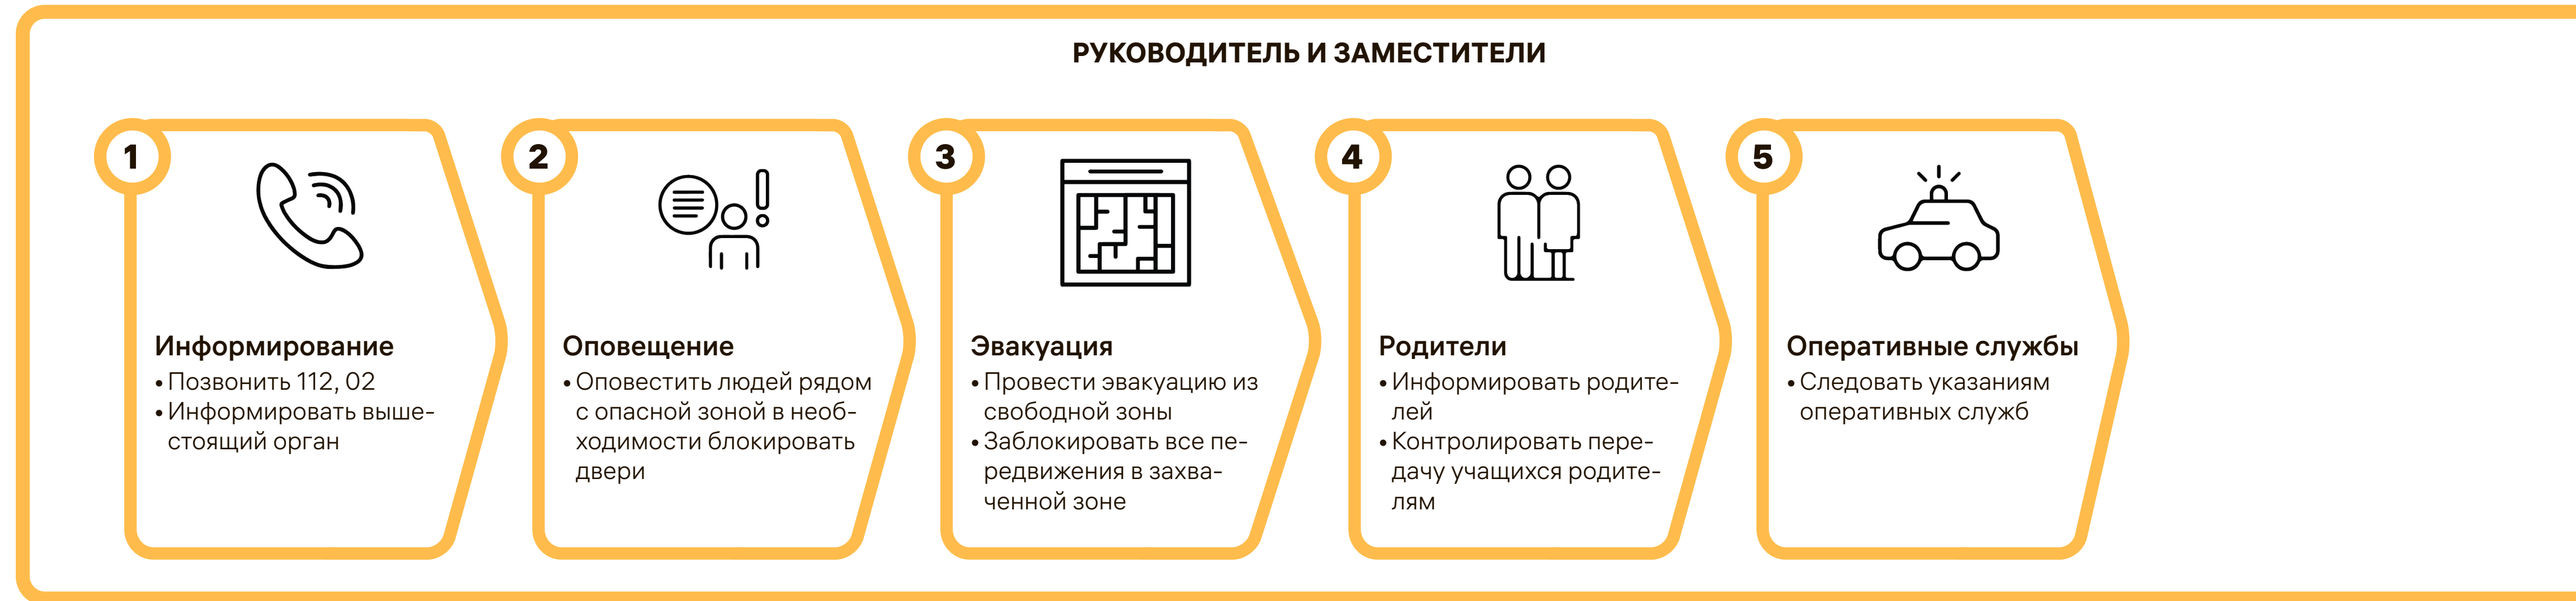 РУКОВОДИТЕЛЬ И ЗАМЕСТИТЕЛИ
1
Информирование
• Позвонить 112, 02
• Информировать выше-
стоящий орган
2
Оповещение
• Оповестить людей рядом
с опасной зоной в необ-
ходимости блокировать
двери
3
Эвакуация
• Провести эвакуацию из
свободной зоны
• Заблокировать все пе-
редвижения в захва-
ченной зоне
4
Родители
• Информировать родите-
лей
• Контролировать пере-
дачу учащихся родите-
лям
5
Оперативные службы
• Следовать указаниям
оперативных служб